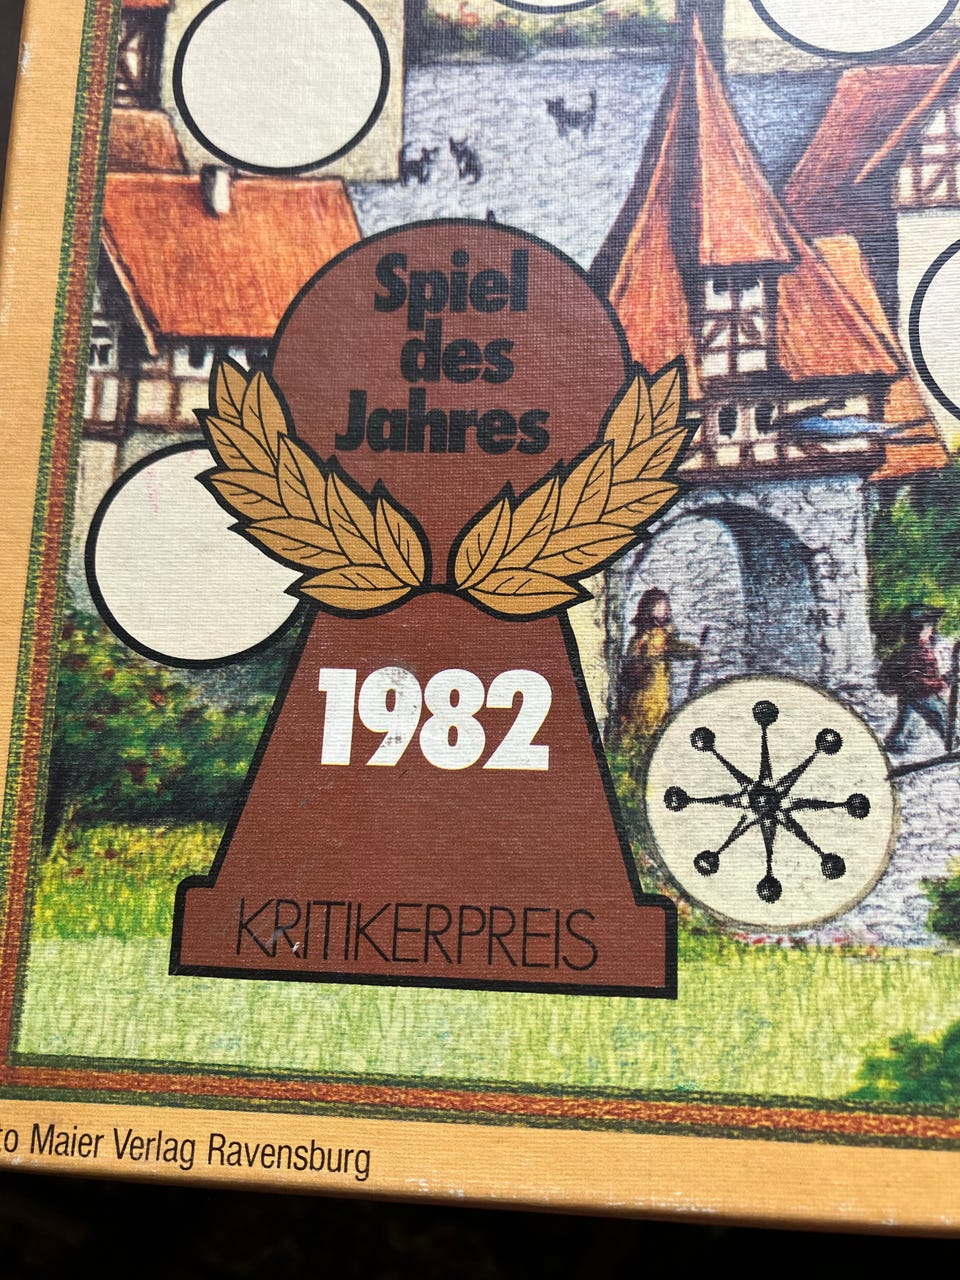 Spiel
des
Jahres
1982
KRITIKERPREIS
to Maier Verlag Ravensburg